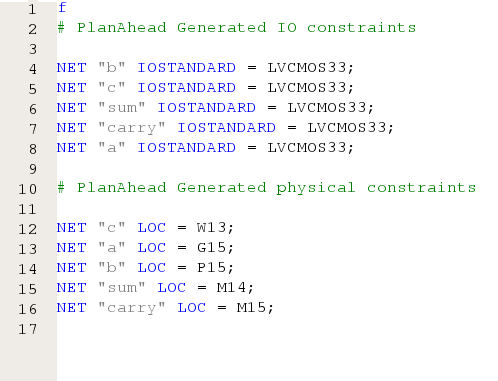 1 f
2 # PlanAhead Generated IO constraints
3
4 NET "b" IOSTANDARD = LVCMOS33;
5 NET "c" IOSTANDARD = LVCMOS33;
6 NET "sum" IOSTANDARD = LVCMOS33;
7 NET "carry" IOSTANDARD = LVCMOS33;
8 NET "a" IOSTANDARD = LVCMOS33;
9
10 # PlanAhead Generated physical constraints
11
12 NET "c" LOC = W13;
13 NET "a" LOC = G15;
14 NET "b" LOC = P15;
15 NET "sum" LOC = M14;
16 NET "carry" LOC = M15;
17